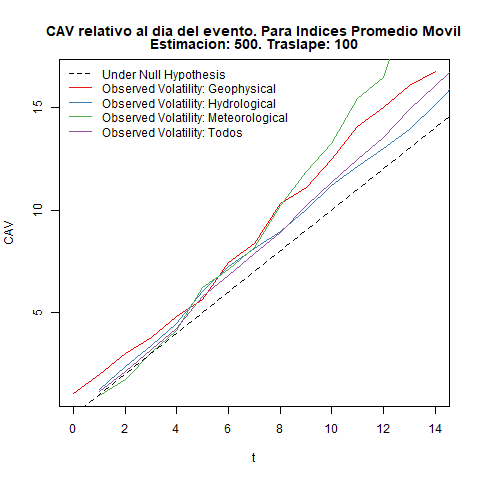 CAV relativo al dia del evento. Para Indices Promedio Movil
Estimacion: 500. Traslape: 100
Under Null Hypothesis
Observed Volatility: Geophysical
Observed Volatility: Hydrological
Observed Volatility: Meteorological
Observed Volatility: Todos
15
10
5
CAV
0 2 4 6 8 10 12 14
t